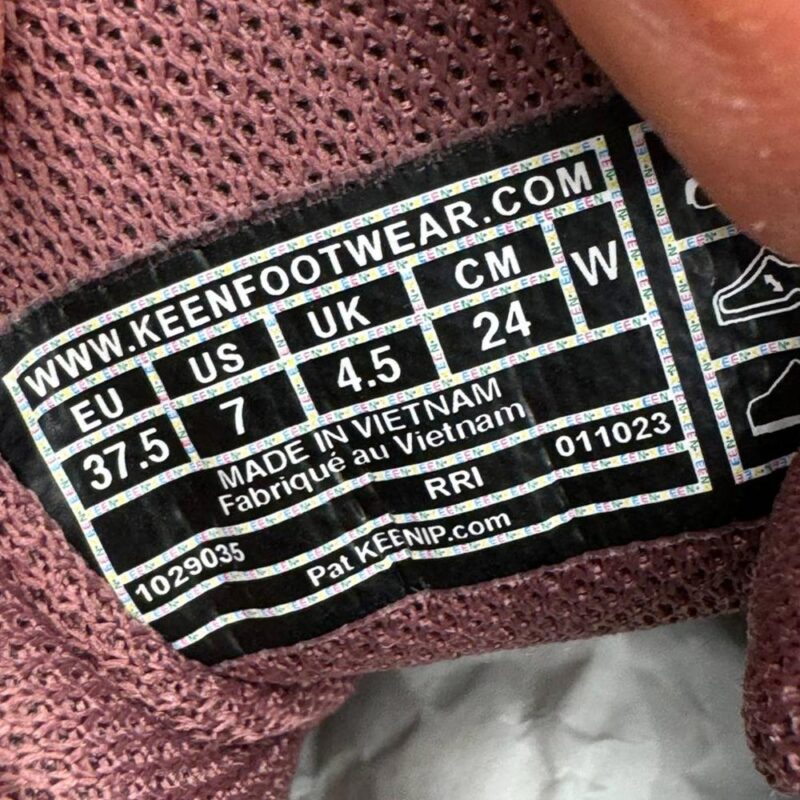 WWW.KEENFOOTWEAR.COM
EU US UK CM W
37.5 7 4.5 24
MADE IN VIETNAM
Fabriqué au Vietnam
1029035 RRI 011023
Pat KEENIP.com